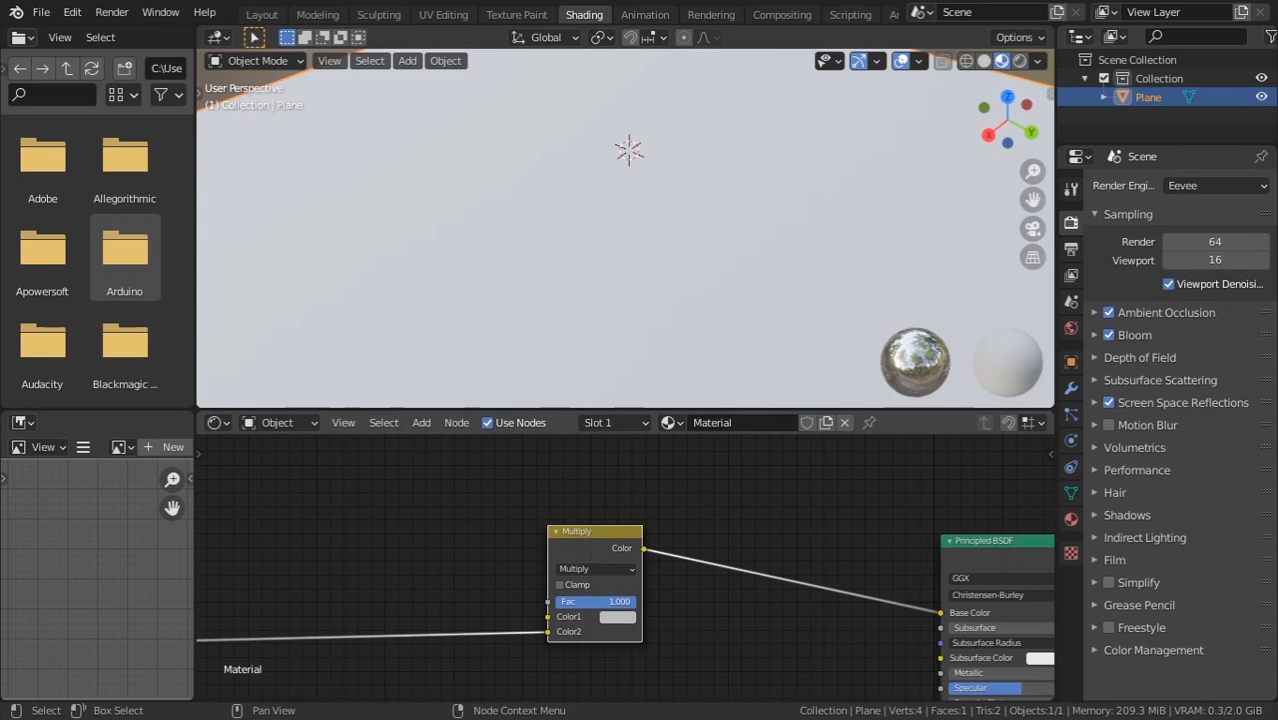 File Edit Render Window Help Layout Modeling Sculpting UV Editing Texture Paint Shading Animation Rendering Compositing Scripting Scene View Layer
View Select Global Options
C:\Use Object Mode View Select Add Object
User Perspective
(1) Collection | Plane
Z
X
Y
Adobe Allegorithmic
Apowersoft Arduino
Audacity Blackmagic ...
Scene Collection
Collection
Plane
Scene
Render Engi... Eevee
Sampling
Render 64
Viewport 16
Viewport Denoisi...
Ambient Occlusion
Bloom
Depth of Field
Subsurface Scattering
Screen Space Reflections
Motion Blur
Volumetrics
Performance
Hair
Shadows
Indirect Lighting
Film
Simplify
Grease Pencil
Freestyle
Color Management
Object View Select Add Node Use Nodes Slot 1 Material
View New
Multiply
Color
Multiply
Clamp
Fac 1.000
Color1
Color2
Principled BSDF
GGX
Christensen-Burley
Base Color
Subsurface
Subsurface Radius
Subsurface Color
Metallic
Specular
Material
Select Box Select Pan View Node Context Menu Collection | Plane | Verts:4 | Faces:1 | Tris:2 | Objects:1/1 | Memory: 209.3 MiB | VRAM: 0.3/2.0 GiB